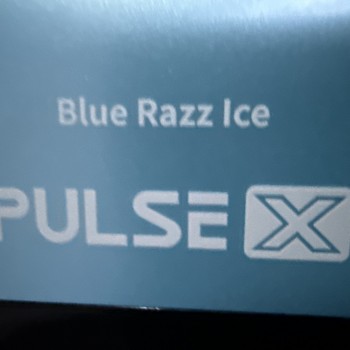 Blue Razz Ice
PULSE X